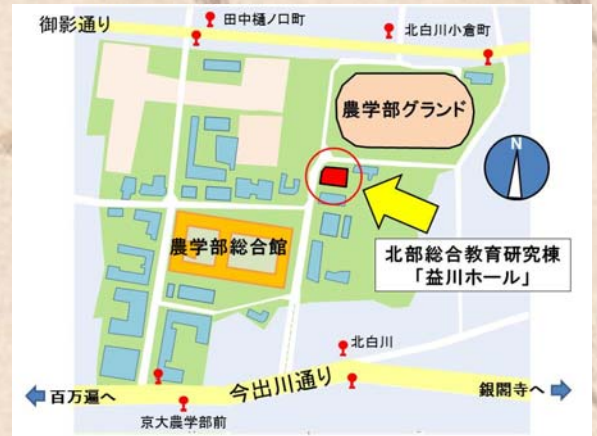 御影通り
田中樋ノ口町
北白川小倉町
農学部グランド
N
農学部総合館
北部総合教育研究棟
「益川ホール」
北白川
今出川通り
百万遍へ
銀閣寺へ
京大農学部前